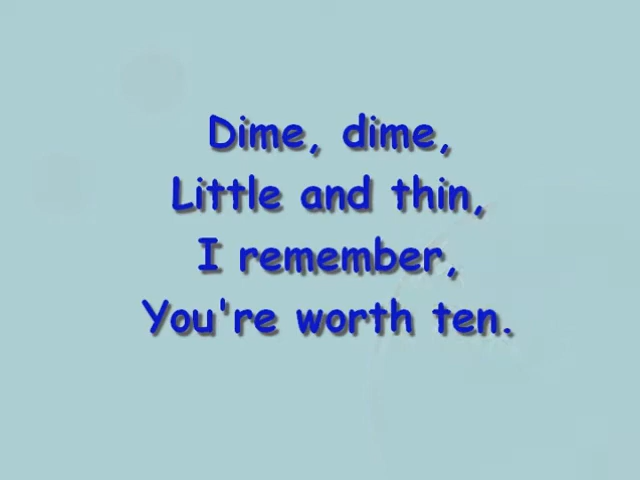 Dime, dime,
Little and thin,
I remember,
You're worth ten.